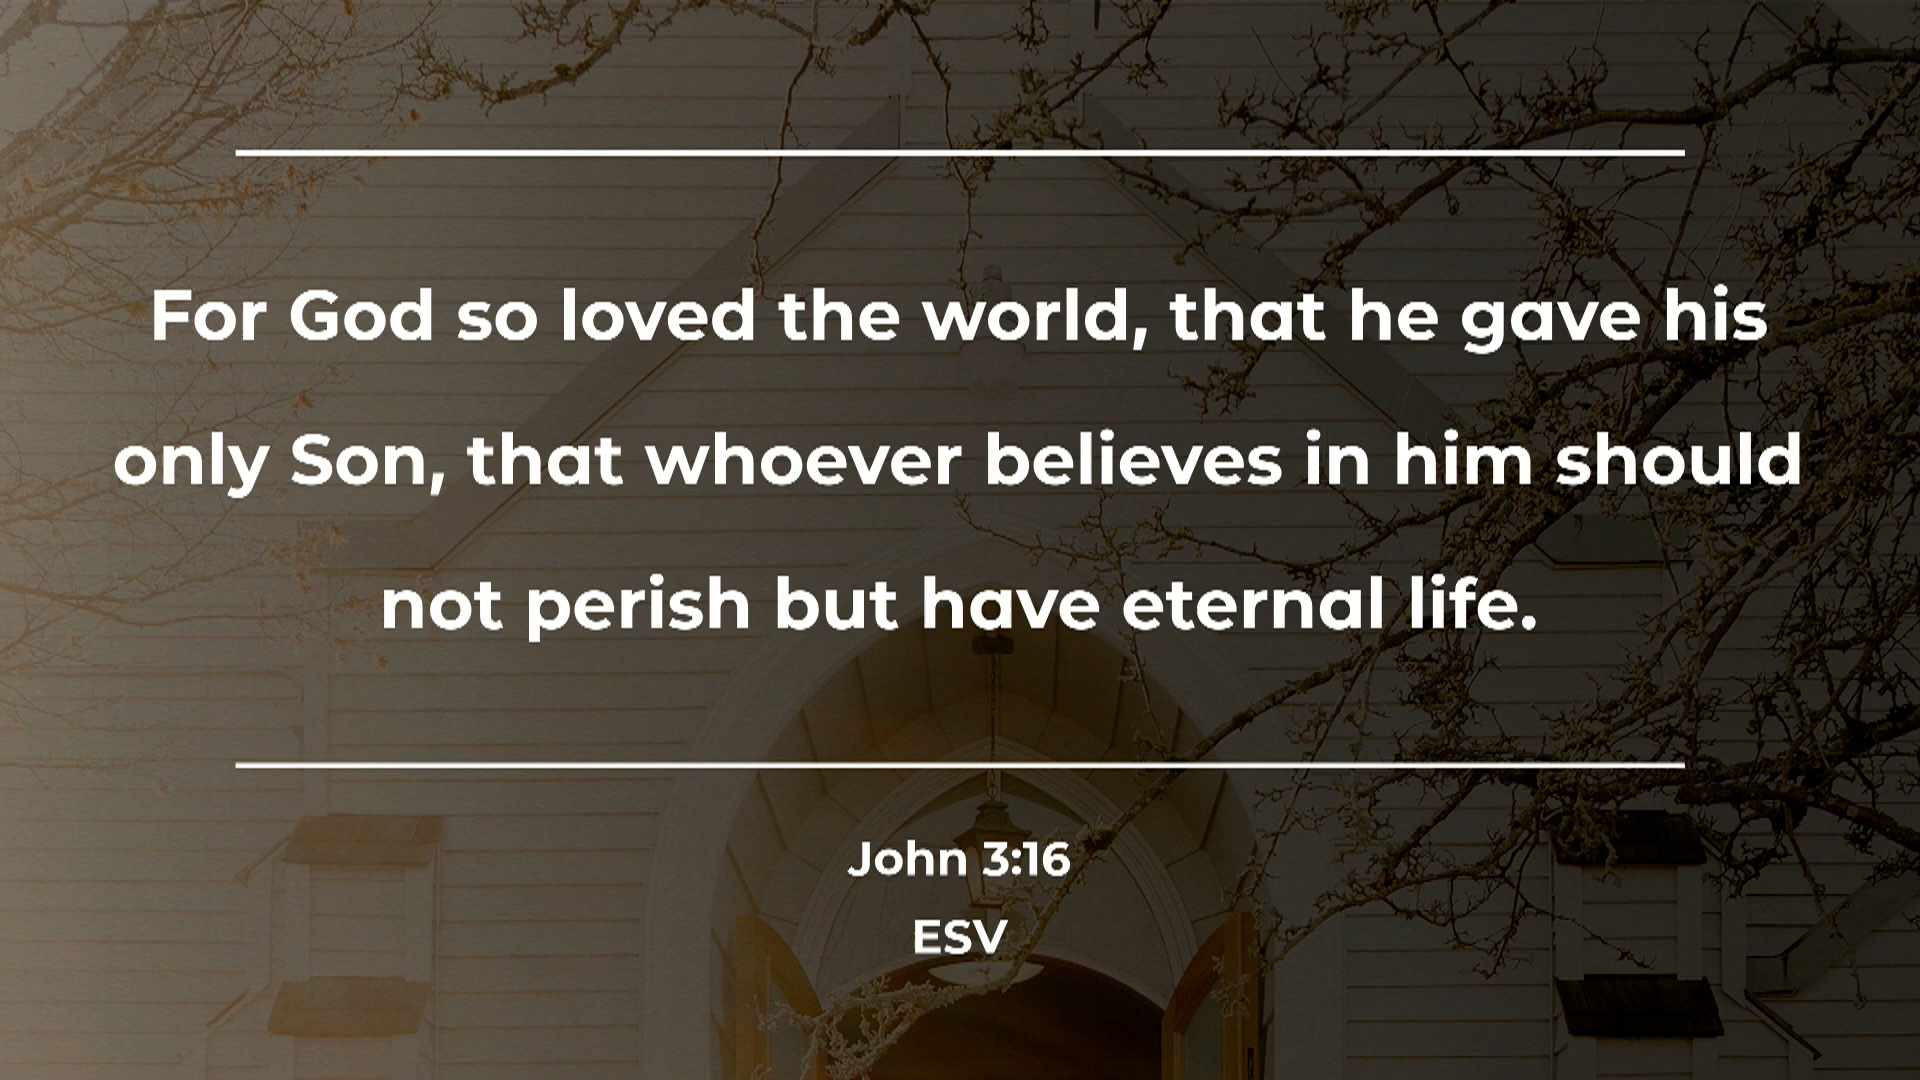 For God so loved the world, that he gave his
only Son, that whoever believes in him should
not perish but have eternal life.
John 3:16
ESV